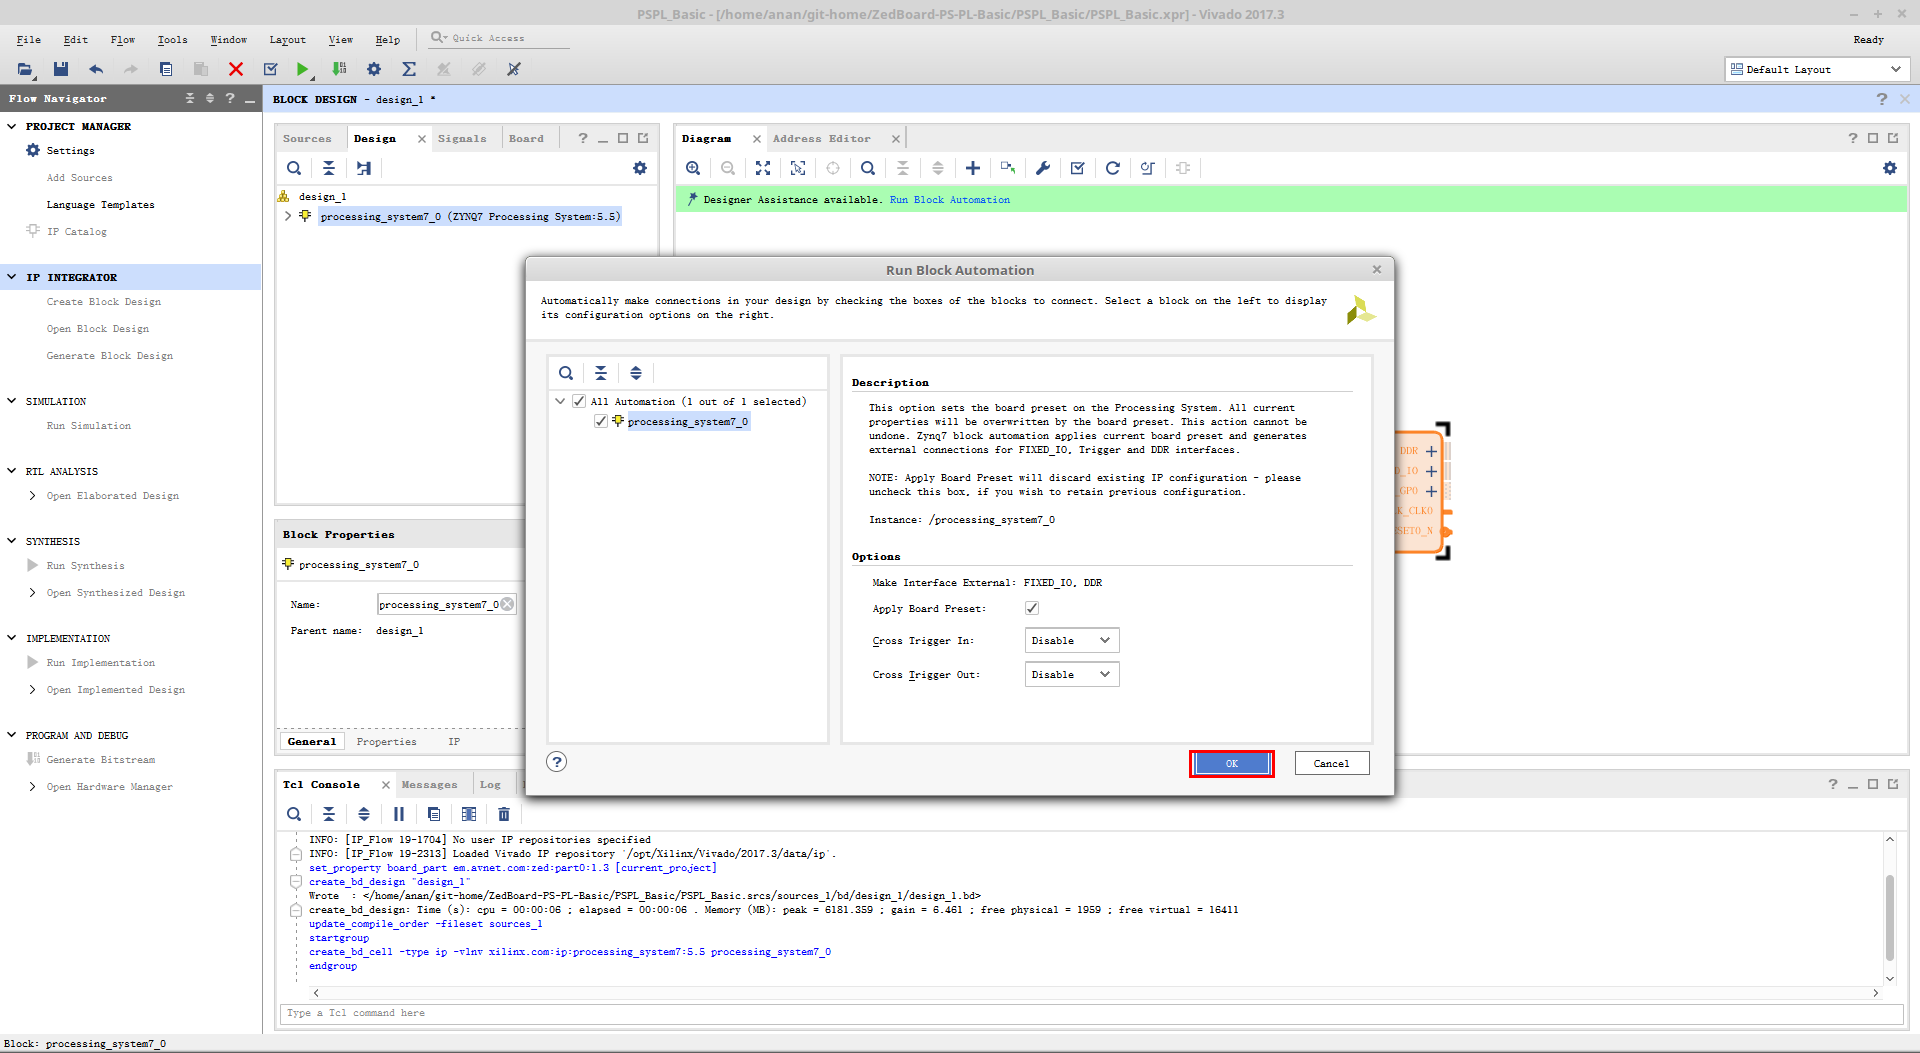 PSPL_Basic - [/home/anan/git-home/ZedBoard-PS-PL-Basic/PSPL_Basic/PSPL_Basic.xpr] - Vivado 2017.3
File Edit Flow Tools Window Layout View Help Quick Access Ready
Default Layout
Flow Navigator
PROJECT MANAGER
Settings
Add Sources
Language Templates
IP Catalog
IP INTEGRATOR
Create Block Design
Open Block Design
Generate Block Design
SIMULATION
Run Simulation
RTL ANALYSIS
Open Elaborated Design
SYNTHESIS
Run Synthesis
Open Synthesized Design
IMPLEMENTATION
Run Implementation
Open Implemented Design
PROGRAM AND DEBUG
Generate Bitstream
Open Hardware Manager
BLOCK DESIGN - design_1 *
Sources Design Signals Board
design_1
processing_system7_0 (ZYNQ7 Processing System:5.5)
Diagram Address Editor
Designer Assistance available. Run Block Automation
DDR
D_IO
_GP0
K_CLK0
SET0_N
Block Properties
processing_system7_0
Name: processing_system7_0
Parent name: design_1
General Properties IP
Run Block Automation
Automatically make connections in your design by checking the boxes of the blocks to connect. Select a block on the left to display
its configuration options on the right.
All Automation (1 out of 1 selected)
processing_system7_0
Description
This option sets the board preset on the Processing System. All current
properties will be overwritten by the board preset. This action cannot be
undone. Zynq7 block automation applies current board preset and generates
external connections for FIXED_IO, Trigger and DDR interfaces.
NOTE: Apply Board Preset will discard existing IP configuration - please
uncheck this box, if you wish to retain previous configuration.
Instance: /processing_system7_0
Options
Make Interface External: FIXED_IO, DDR
Apply Board Preset:
Cross Trigger In: Disable
Cross Trigger Out: Disable
OK Cancel
Tcl Console Messages Log
INFO: [IP_Flow 19-1704] No user IP repositories specified
INFO: [IP_Flow 19-2313] Loaded Vivado IP repository '/opt/Xilinx/Vivado/2017.3/data/ip'.
set_property board_part em.avnet.com:zed:part0:1.3 [current_project]
create_bd_design "design_1"
Wrote : </home/anan/git-home/ZedBoard-PS-PL-Basic/PSPL_Basic/PSPL_Basic.srcs/sources_1/bd/design_1/design_1.bd>
create_bd_design: Time (s): cpu = 00:00:06 ; elapsed = 00:00:06 . Memory (MB): peak = 6181.359 ; gain = 6.461 ; free physical = 1959 ; free virtual = 16411
update_compile_order -fileset sources_1
startgroup
create_bd_cell -type ip -vlnv xilinx.com:ip:processing_system7:5.5 processing_system7_0
endgroup
Type a Tcl command here
Block: processing_system7_0